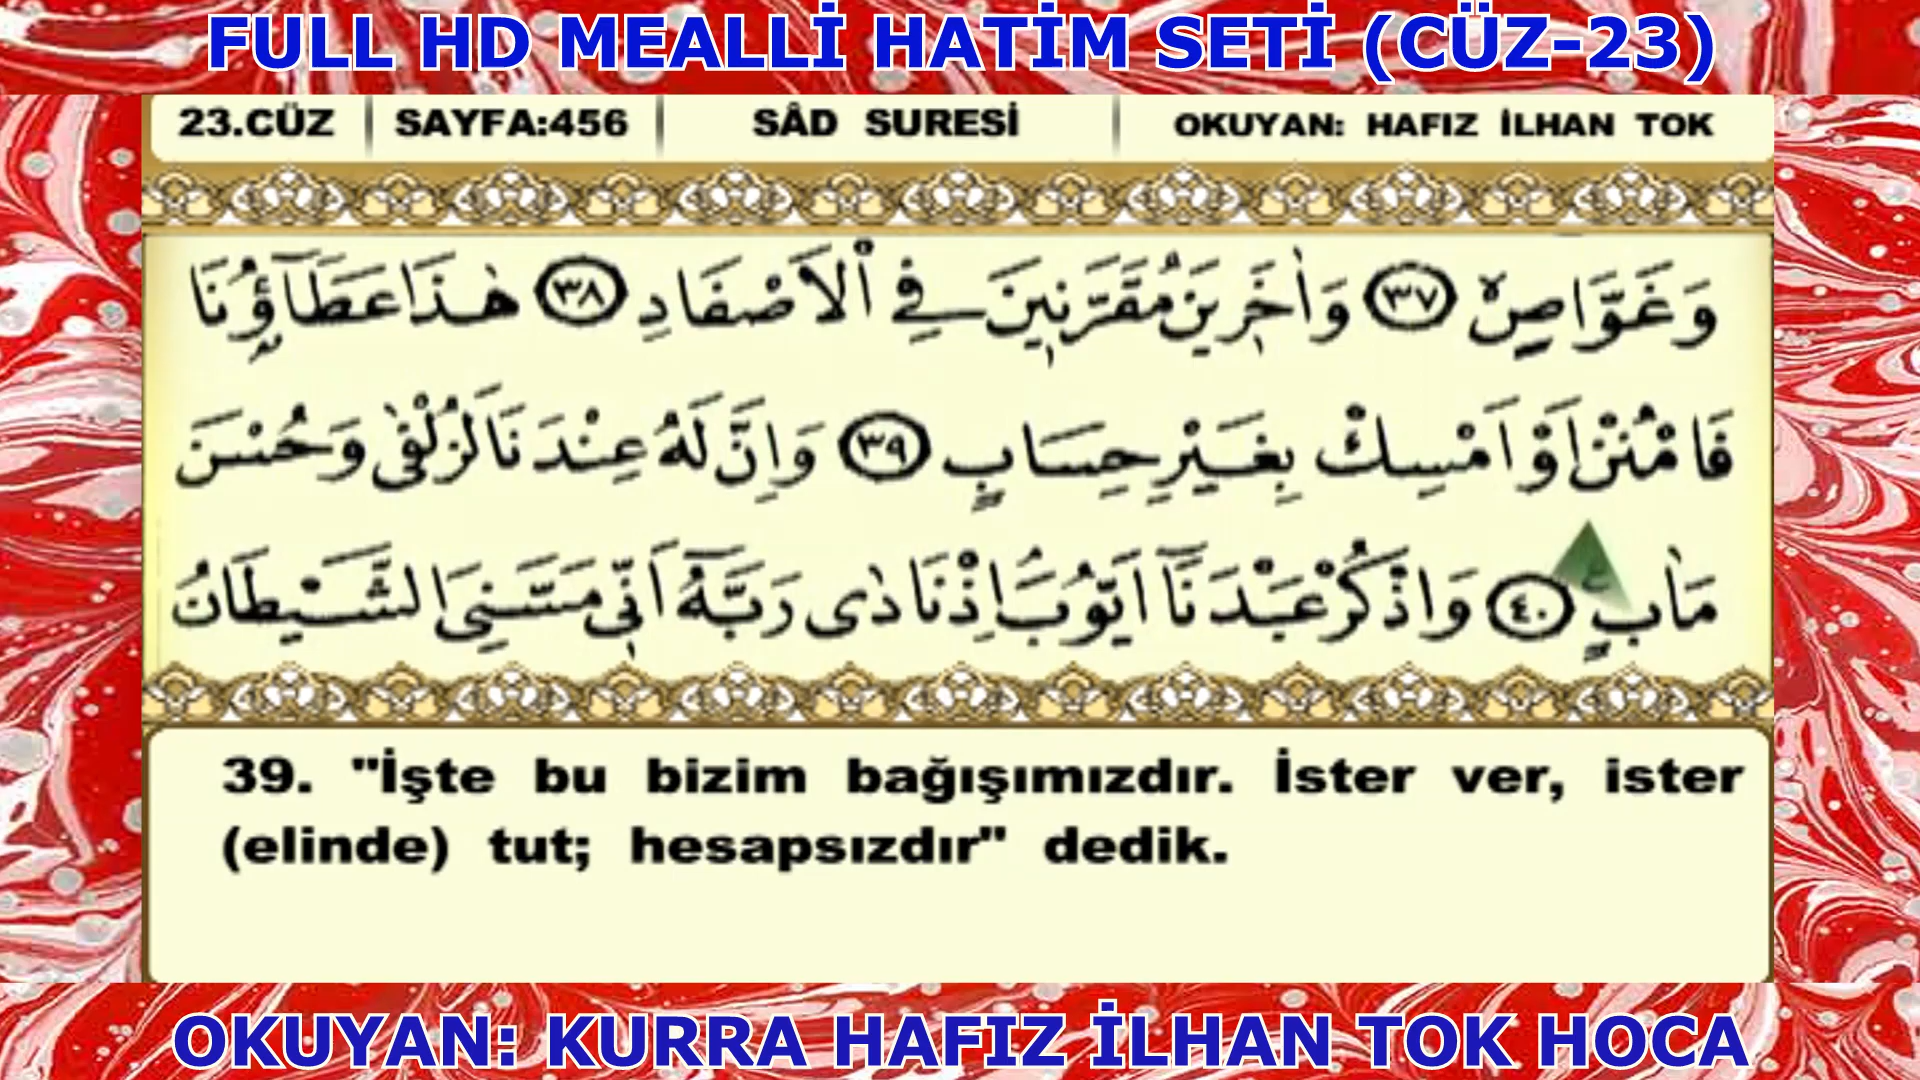 FULL HD MEALLİ HATİM SETİ (CÜZ-23)
23.CÜZ | SAYFA:456 | SÂD SURESİ | OKUYAN: HAFIZ İLHAN TOK
وَغَوَّاصٍۙ ﴿٣٧﴾ وَاٰخَر۪ينَ مُقَرَّن۪ينَ فِي الْاَصْفَادِ ﴿٣٨﴾ هٰذَا عَطَٓاؤُ۬نَا
فَامْنُنْ اَوْ اَمْسِكْ بِغَيْرِ حِسَابٍ ﴿٣٩﴾ وَاِنَّ لَهُ عِنْدَنَا لَزُلْفٰى وَحُسْنَ
مَاٰبٍ۟ ﴿٤٠﴾ وَاذْكُرْ عَبْدَنَٓا اَيُّوبَۢ اِذْ نَادٰى رَبَّهُٓ اَنّ۪ي مَسَّنِيَ الشَّيْطَانُ
39. "İşte bu bizim bağışımızdır. İster ver, ister
(elinde) tut; hesapsızdır" dedik.
OKUYAN: KURRA HAFIZ İLHAN TOK HOCA